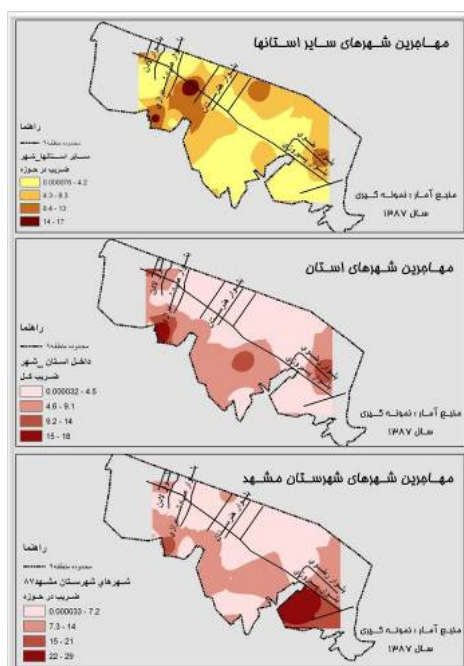 مهاجرین شهرهای سایر استانها
راهنما
محدوده منطقه ۹
سایر استانها_شهر
ضریب در حوزه
0.000076 - 4.2
4.3 - 8.3
8.4 - 13
14 - 17
منبع آمار : نمونه گیری
سال ۱۳۸۷
مهاجرین شهرهای استان
راهنما
محدوده منطقه ۹
داخل استان _شهر
ضریب کل
0.000032 - 4.5
4.6 - 9.1
9.2 - 14
15 - 18
منبع آمار : نمونه گیری
سال ۱۳۸۷
مهاجرین شهرهای شهرستان مشهد
راهنما
محدوده منطقه ۹
شهرهای شهرستان مشهد۸۷
ضریب در حوزه
0.000033 - 7.2
7.3 - 14
15 - 21
22 - 29
منبع آمار : نمونه گیری
سال ۱۳۸۷